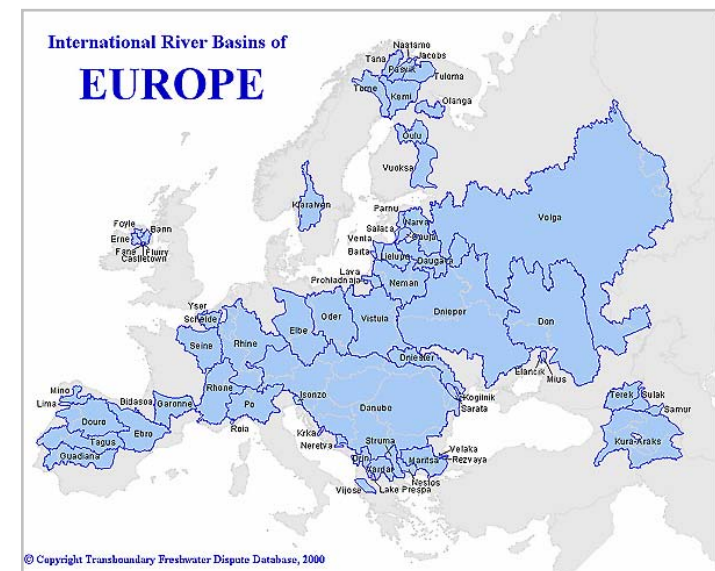 International River Basins of
EUROPE
Naatamo
Tana
Jacobs
Pasvik
Tuloma
Torne
Kemi
Olanga
Oulu
Vuoksa
Klaralven
Volga
Parnu
Narva
Salaca
Gauja
Venta
Barta
Lielupe
Daugava
Lava
Prohladnaja
Neman
Foyle
Bann
Erne
Fane
Flurry
Castletown
Yser
Schelde
Seine
Rhine
Elbe
Oder
Vistula
Dnieper
Don
Dniester
Elancik
Mius
Kogilnik
Sarata
Mino
Lima
Bidasoa
Garonne
Rhone
Po
Isonzo
Danube
Douro
Ebro
Tagus
Guadiana
Roia
Krka
Neretva
Struma
Drin
Vardar
Maritsa
Velaka
Rezvaya
Nestos
Vijose
Lake Prespa
Terek
Sulak
Samur
Kura-Araks
© Copyright Transboundary Freshwater Dispute Database, 2000